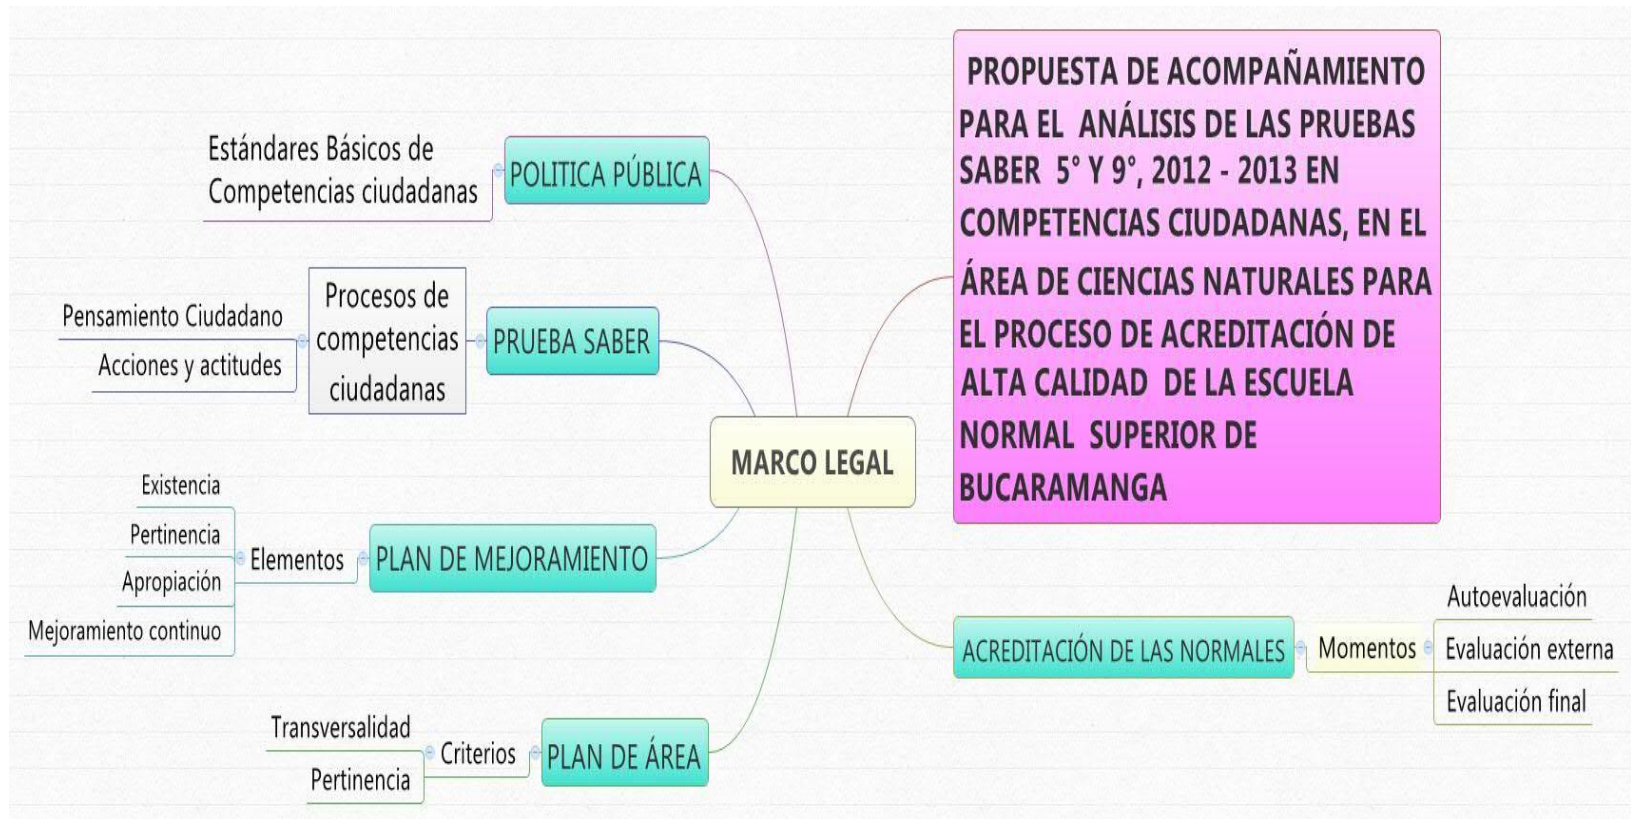 PROPUESTA DE ACOMPAÑAMIENTO
PARA EL ANÁLISIS DE LAS PRUEBAS
SABER 5° Y 9°, 2012 - 2013 EN
COMPETENCIAS CIUDADANAS, EN EL
ÁREA DE CIENCIAS NATURALES PARA
EL PROCESO DE ACREDITACIÓN DE
ALTA CALIDAD DE LA ESCUELA
NORMAL SUPERIOR DE
BUCARAMANGA
MARCO LEGAL
POLITICA PÚBLICA
Estándares Básicos de
Competencias ciudadanas
PRUEBA SABER
Procesos de
competencias
ciudadanas
Pensamiento Ciudadano
Acciones y actitudes
PLAN DE MEJORAMIENTO
Elementos
Existencia
Pertinencia
Apropiación
Mejoramiento continuo
PLAN DE ÁREA
Criterios
Transversalidad
Pertinencia
ACREDITACIÓN DE LAS NORMALES
Momentos
Autoevaluación
Evaluación externa
Evaluación final